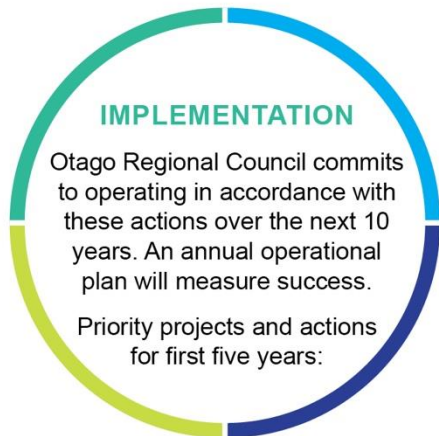 IMPLEMENTATION
Otago Regional Council commits
to operating in accordance with
these actions over the next 10
years. An annual operational
plan will measure success.
Priority projects and actions
for first five years: